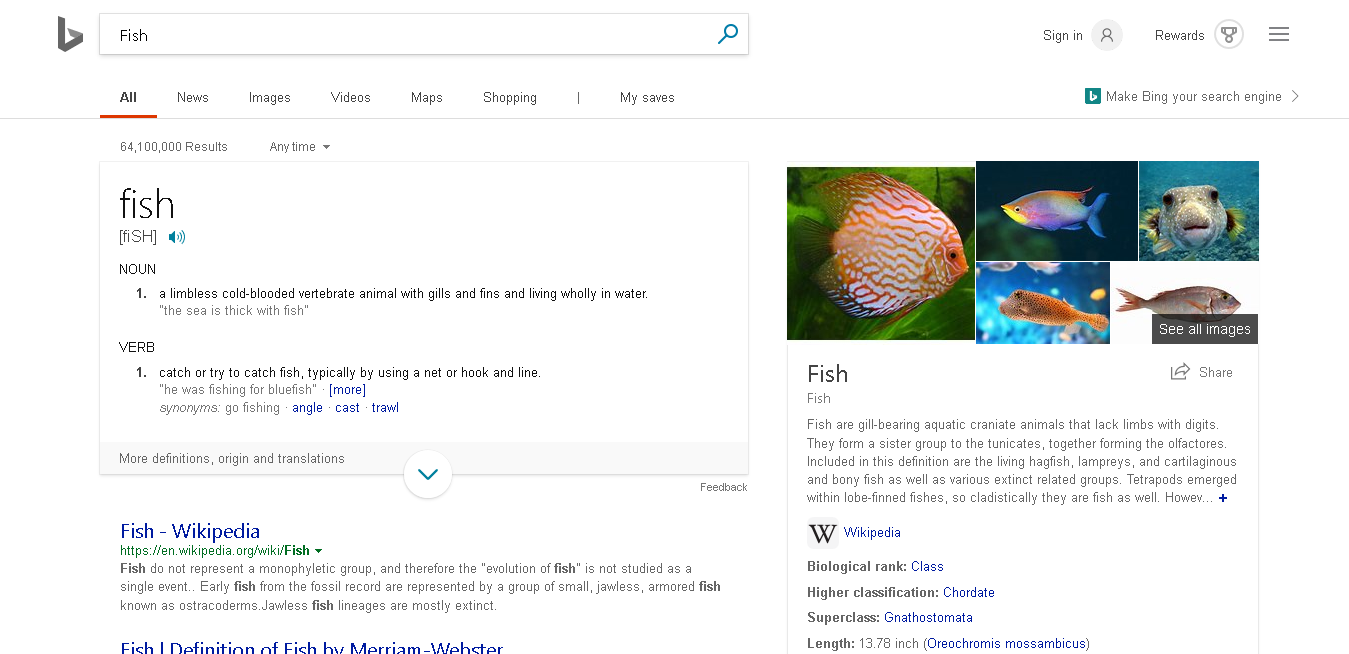 Fish
Sign in
Rewards
All
News
Images
Videos
Maps
Shopping
|
My saves
Make Bing your search engine
64,100,000 Results
Any time
fish
[fiSH]
NOUN
1. a limbless cold-blooded vertebrate animal with gills and fins and living wholly in water.
"the sea is thick with fish"
VERB
1. catch or try to catch fish, typically by using a net or hook and line.
"he was fishing for bluefish" · [more]
synonyms: go fishing · angle · cast · trawl
More definitions, origin and translations
Feedback
Fish - Wikipedia
https://en.wikipedia.org/wiki/Fish
Fish do not represent a monophyletic group, and therefore the "evolution of fish" is not studied as a
single event.. Early fish from the fossil record are represented by a group of small, jawless, armored fish
known as ostracoderms.Jawless fish lineages are mostly extinct.
Fish | Definition of Fish by Merriam-Webster
See all images
Fish
Share
Fish
Fish are gill-bearing aquatic craniate animals that lack limbs with digits.
They form a sister group to the tunicates, together forming the olfactores.
Included in this definition are the living hagfish, lampreys, and cartilaginous
and bony fish as well as various extinct related groups. Tetrapods emerged
within lobe-finned fishes, so cladistically they are fish as well. Howev... +
W Wikipedia
Biological rank: Class
Higher classification: Chordate
Superclass: Gnathostomata
Length: 13.78 inch (Oreochromis mossambicus)